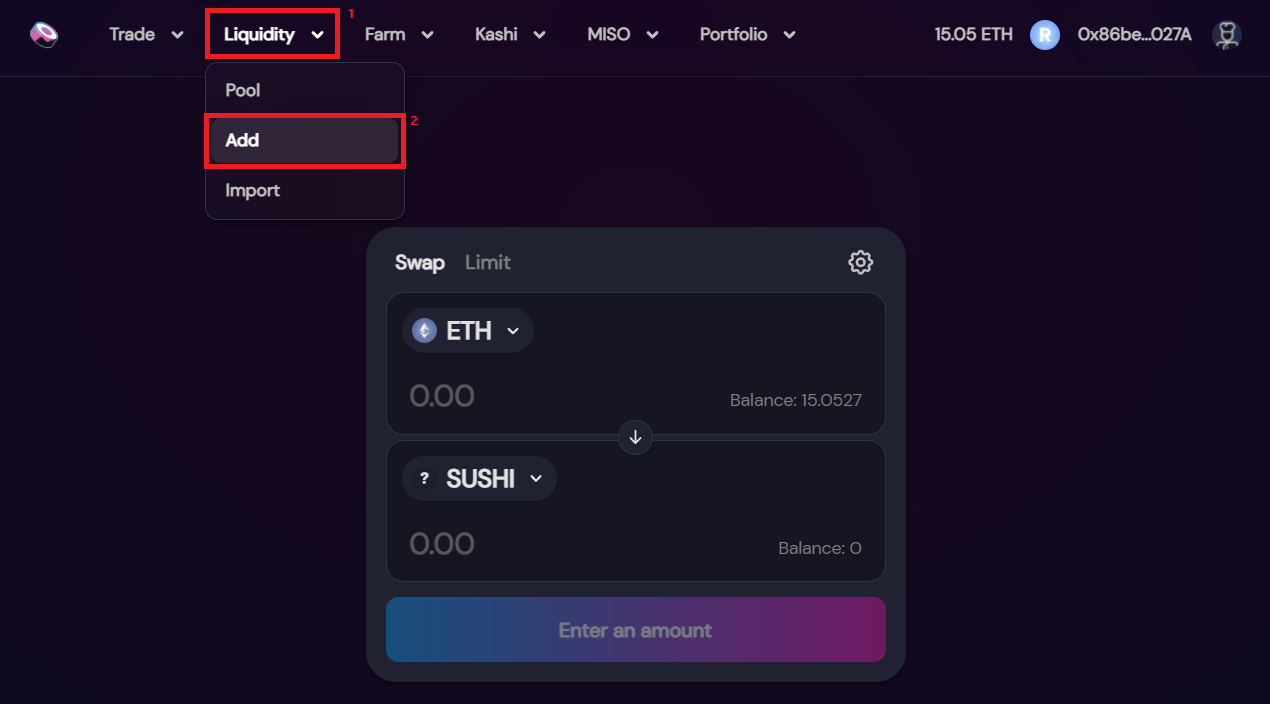 Trade Liquidity 1 Farm Kashi MISO Portfolio 15.05 ETH R 0x86be...027A
Pool
Add 2
Import
Swap Limit
ETH
0.00 Balance: 15.0527
? SUSHI
0.00 Balance: 0
Enter an amount